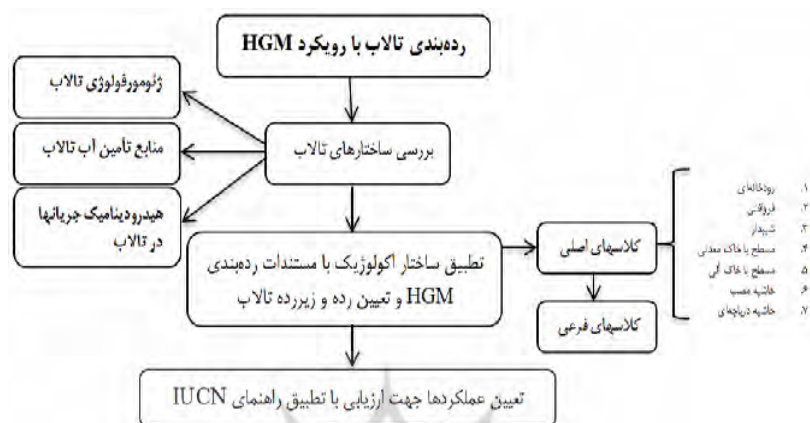 رده‌بندی تالاب با رویکرد HGM
ژئومورفولوژی تالاب
منابع تأمین آب تالاب
هیدرودینامیک جریانها
در تالاب
بررسی ساختارهای تالاب
تطبیق ساختار اکولوژیک با مستندات رده‌بندی
HGM و تعیین رده و زیررده تالاب
کلاسهای اصلی
کلاسهای فرعی
۱. رودخانه‌ای
۲. فرورفتی
۳. شیبدار
۴. مسطح با خاک معدنی
۵. مسطح با خاک آلی
۶. حاشیه مصب
۷. حاشیه دریاچه‌ای
تعیین عملکردها جهت ارزیابی با تطبیق راهنمای IUCN